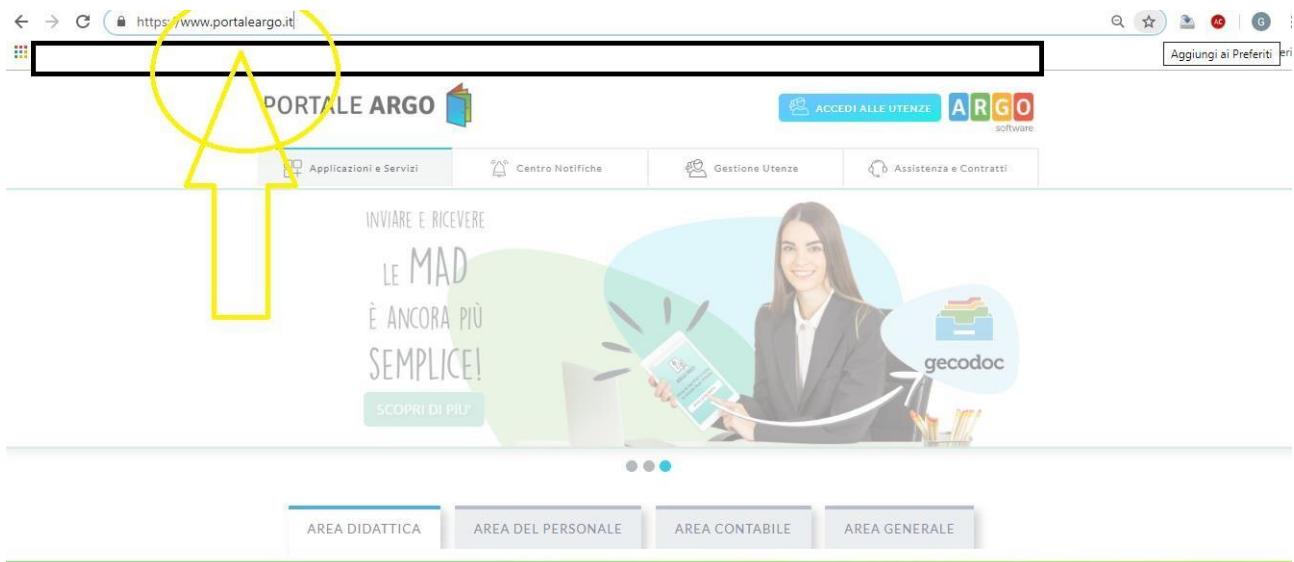 https://www.portaleargo.it
AC
G
Aggiungi ai Preferiti
PORTALE ARGO
ACCEDI ALLE UTENZE
ARGO
software
Applicazioni e Servizi
Centro Notifiche
Gestione Utenze
Assistenza e Contratti
INVIARE E RICEVERE
LE MAD
È ANCORA PIÙ
SEMPLICE!
SCOPRI DI PIU'
gecodoc
AREA DIDATTICA
AREA DEL PERSONALE
AREA CONTABILE
AREA GENERALE